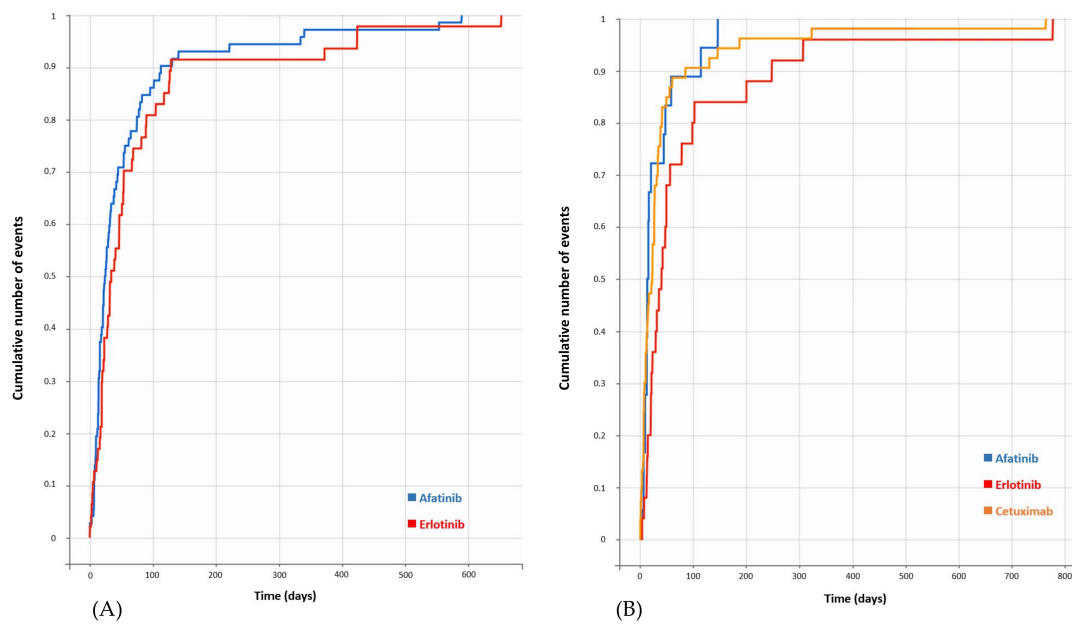 1
0.9
0.8
0.7
0.6
0.5
0.4
0.3
0.2
0.1
0
Cumulative number of events
0 100 200 300 400 500 600
Time (days)
Afatinib
Erlotinib
(A)
1
0.9
0.8
0.7
0.6
0.5
0.4
0.3
0.2
0.1
0
Cumulative number of events
0 100 200 300 400 500 600 700 800
Time (days)
Afatinib
Erlotinib
Cetuximab
(B)